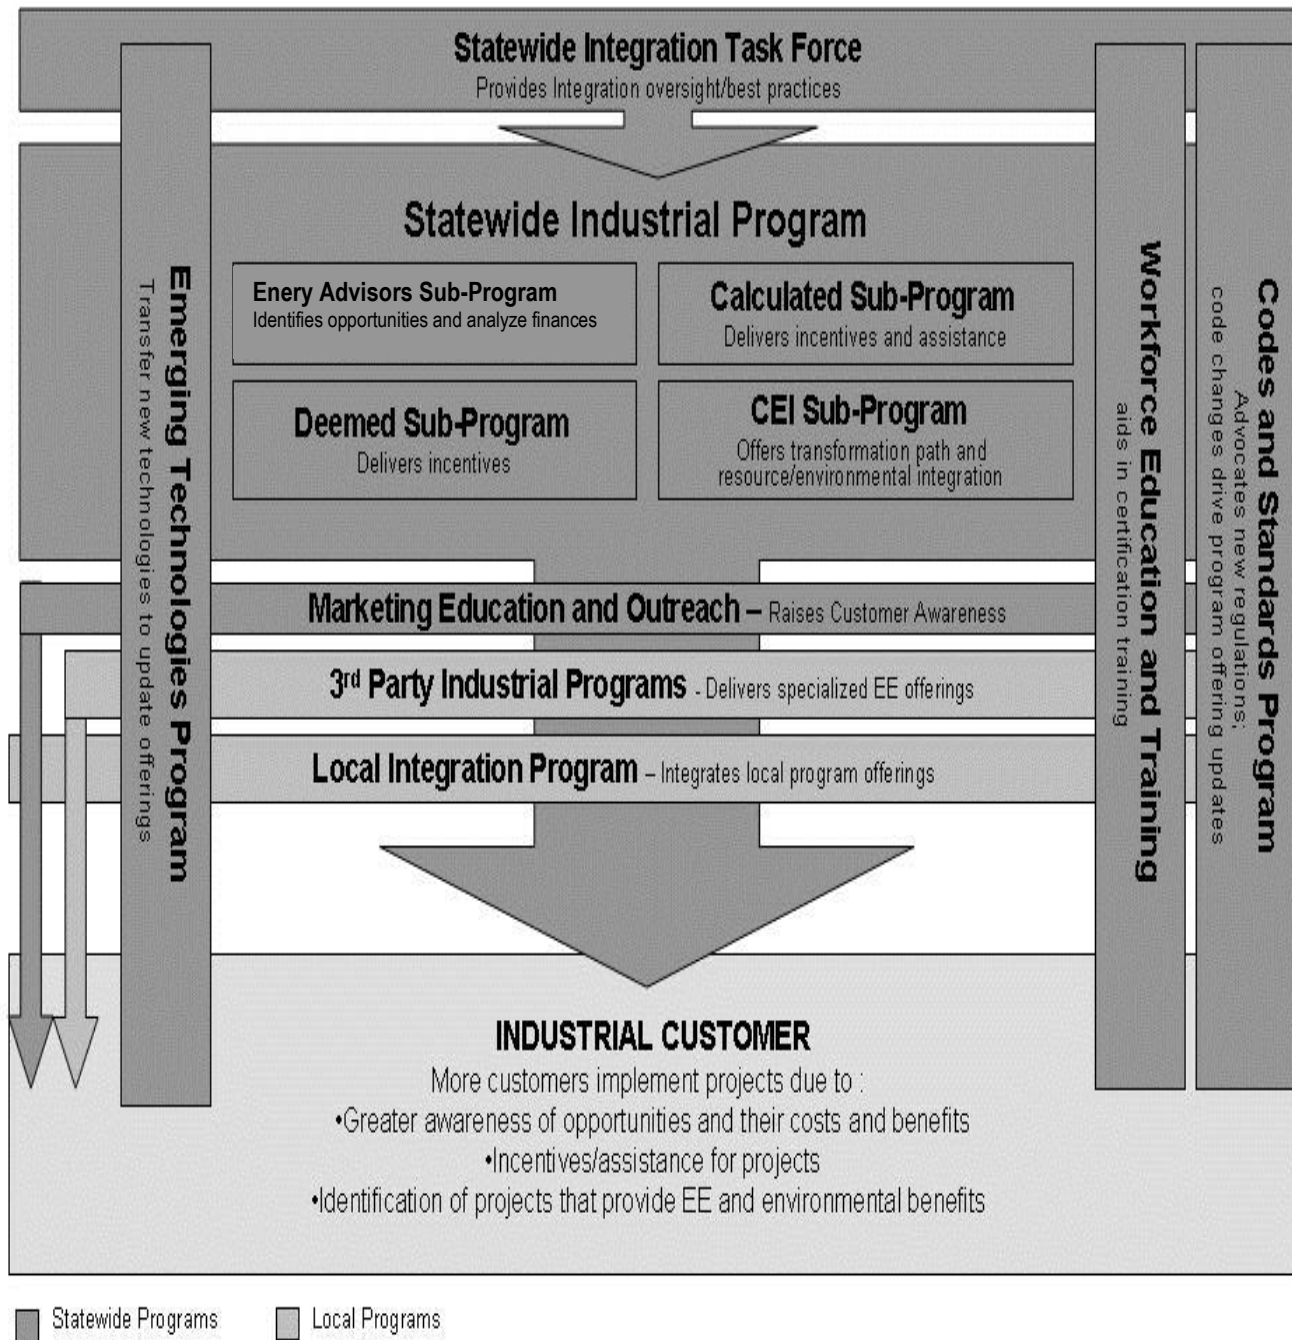 Statewide Integration Task Force
Provides Integration oversight/best practices
Statewide Industrial Program
Enery Advisors Sub-Program
Identifies opportunities and analyze finances
Calculated Sub-Program
Delivers incentives and assistance
Deemed Sub-Program
Delivers incentives
CEI Sub-Program
Offers transformation path and
resource/environmental integration
Marketing Education and Outreach – Raises Customer Awareness
3rd Party Industrial Programs - Delivers specialized EE offerings
Local Integration Program – Integrates local program offerings
Emerging Technologies Program
Transfer new technologies to update offerings
Workforce Education and Training
aids in certification training
Codes and Standards Program
Advocates new regulations;
code changes drive program offering updates
INDUSTRIAL CUSTOMER
More customers implement projects due to :
•Greater awareness of opportunities and their costs and benefits
•Incentives/assistance for projects
•Identification of projects that provide EE and environmental benefits
Statewide Programs
Local Programs